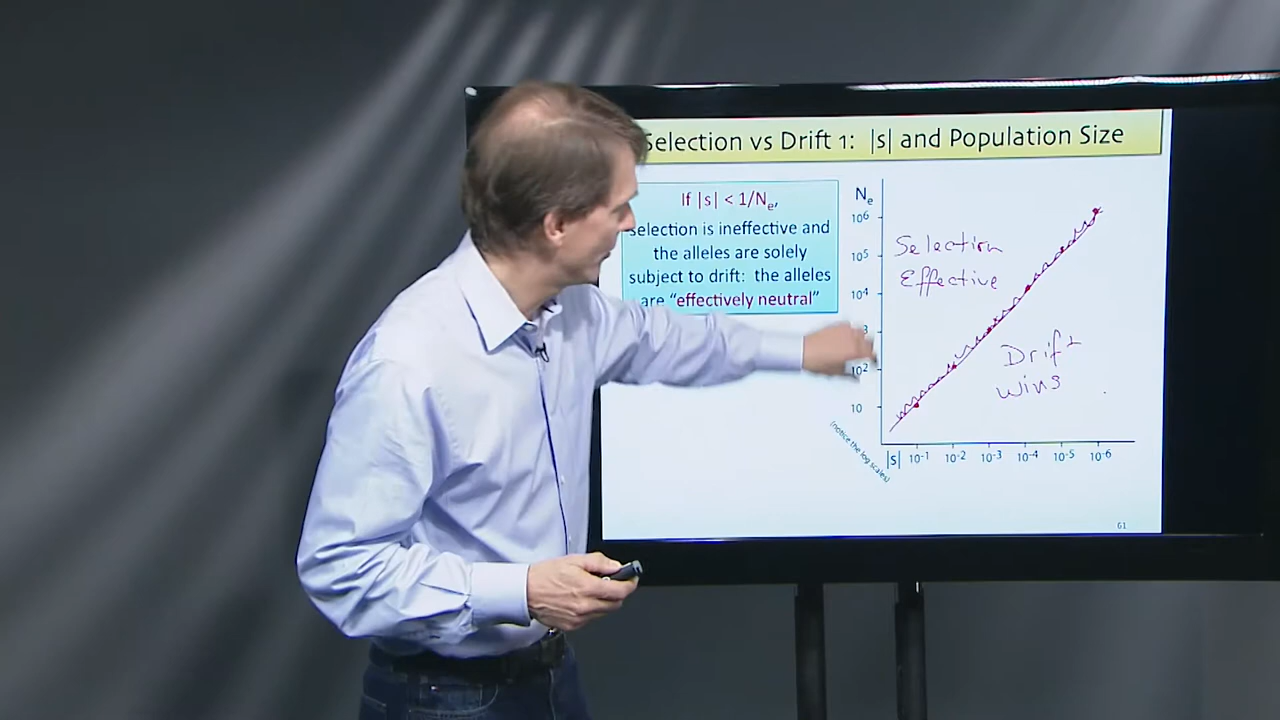 Selection vs Drift 1: |s| and Population Size
If |s| < 1/Ne,
selection is ineffective and
the alleles are solely
subject to drift: the alleles
are “effectively neutral”
Ne
10⁶
10⁵
10⁴
3
10²
10
Selection
Effective
Drift
Wins
(notice the log scales)
|s| 10⁻¹ 10⁻² 10⁻³ 10⁻⁴ 10⁻⁵ 10⁻⁶
61